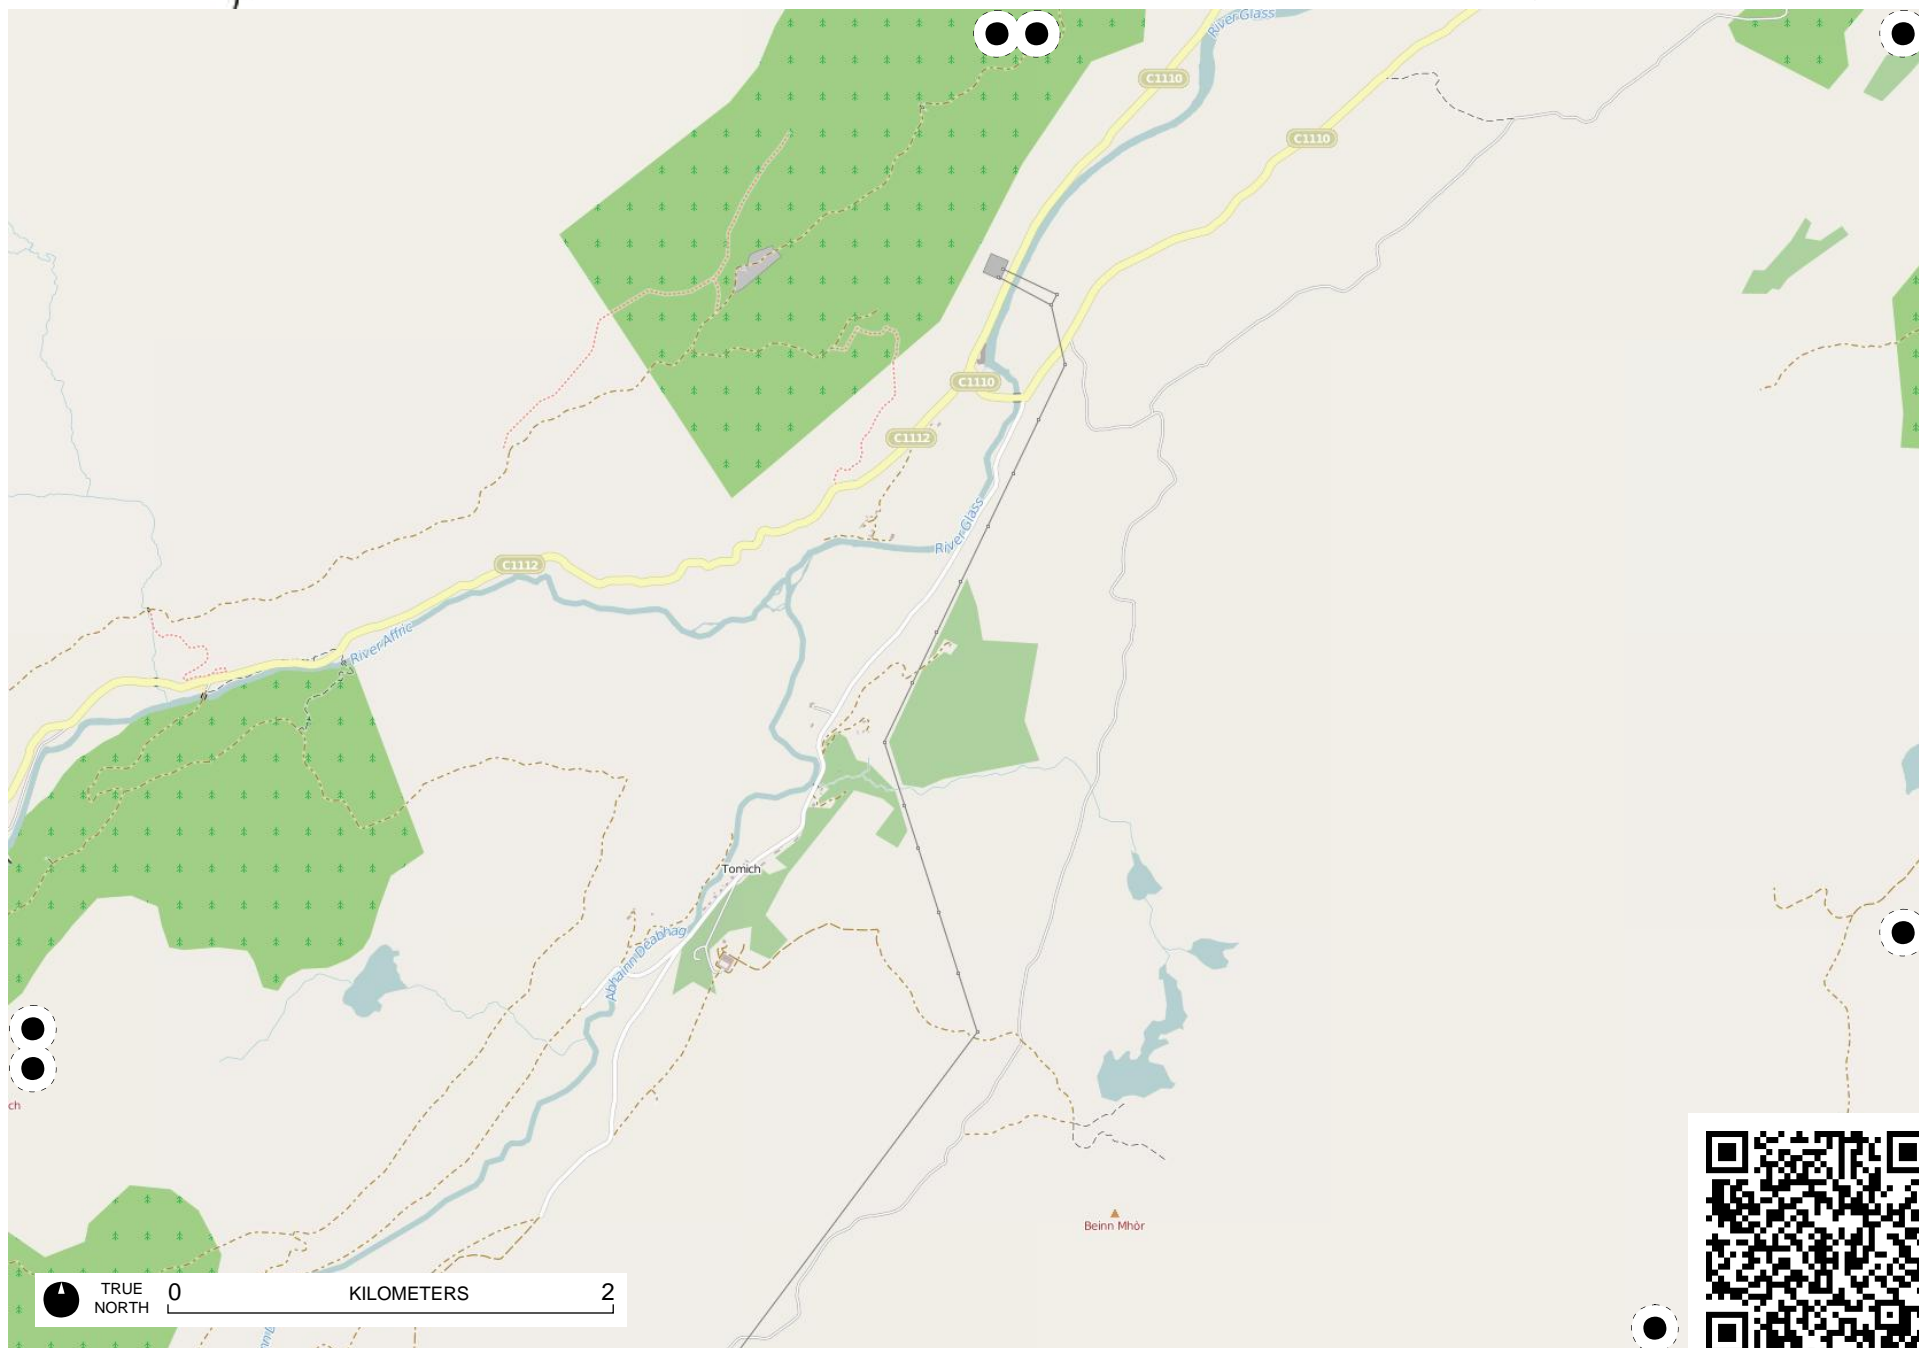 River Glass
C1110
C1110
C1110
C1112
River Glass
C1112
River Affric
Tomich
Abhainn Deabhag
ch
Beinn Mhòr
TRUE
NORTH
0 KILOMETERS 2